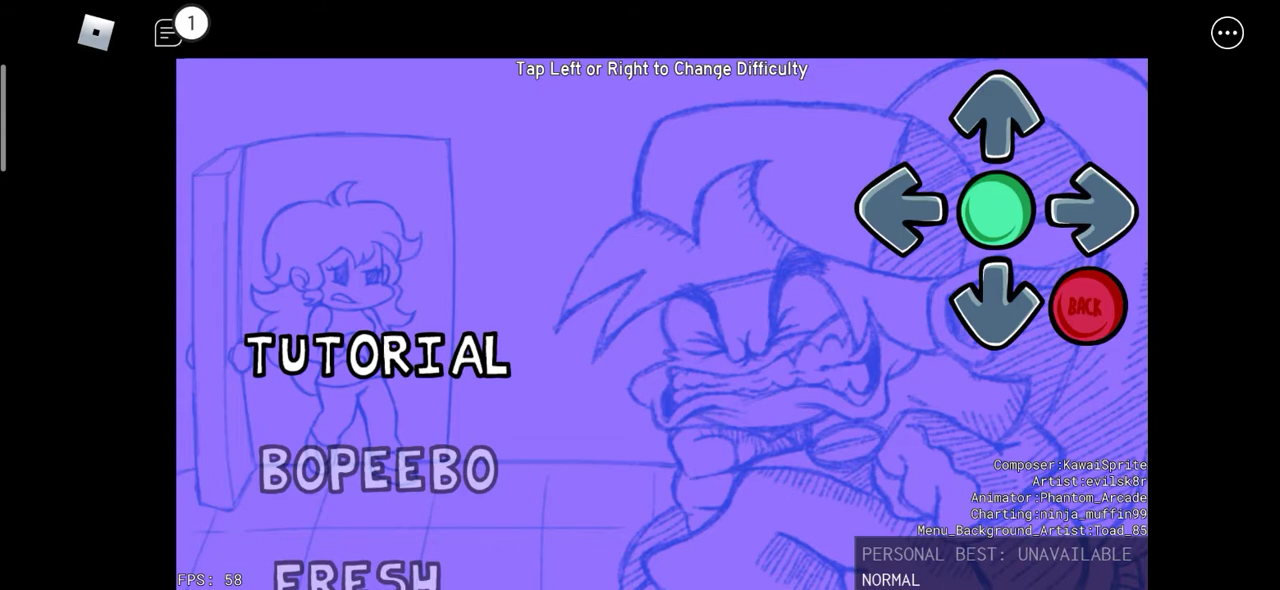 1
Tap Left or Right to Change Difficulty
BACK
TUTORIAL
BOPEEBO
FRESH
Composer:KawaiSprite
Artist:evilsk8r
Animator:Phantom_Arcade
Charting:ninja_muffin99
Menu_Background_Artist:Toad_85
PERSONAL BEST: UNAVAILABLE
NORMAL
FPS: 58